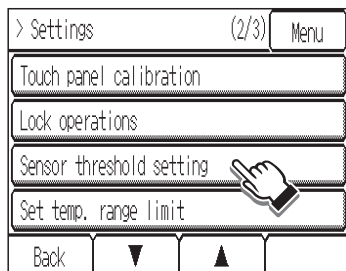 > Settings (2/3) Menu
Touch panel calibration
Lock operations
Sensor threshold setting
Set temp. range limit
Back ▼ ▲